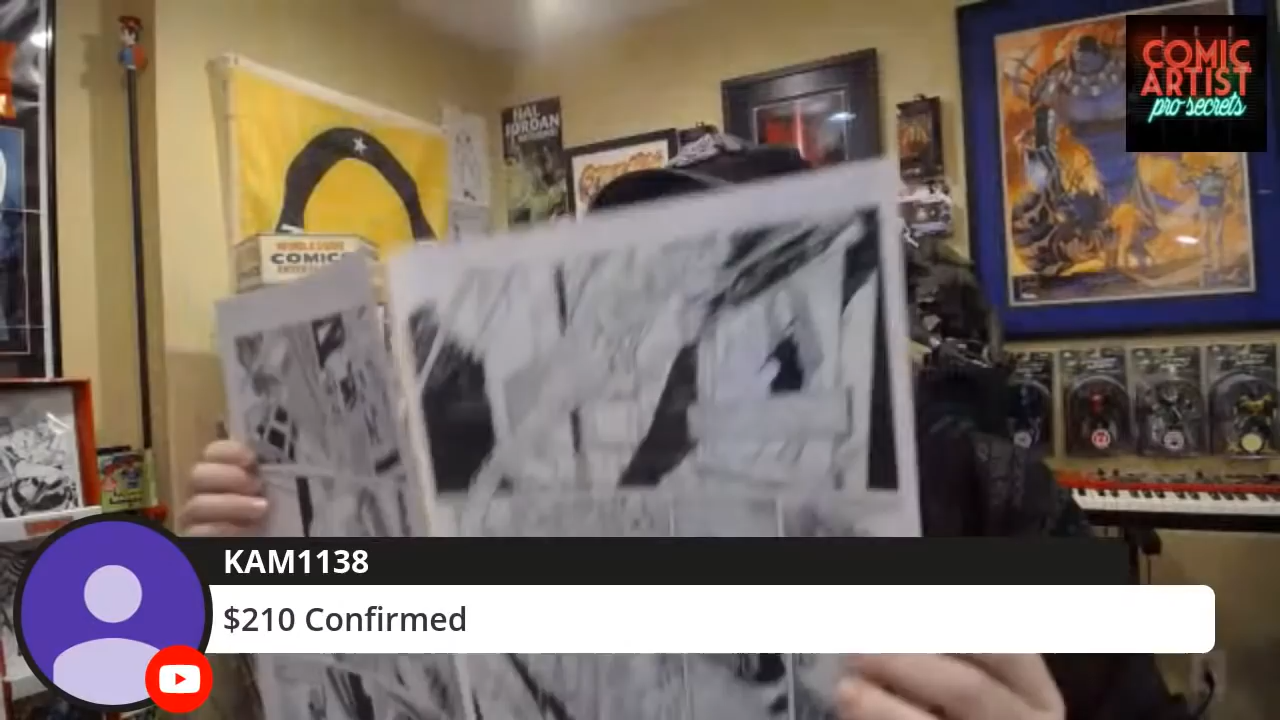 COMIC
ARTIST
pro secrets
HAL
JORDAN
COMICS
KAM1138
$210 Confirmed